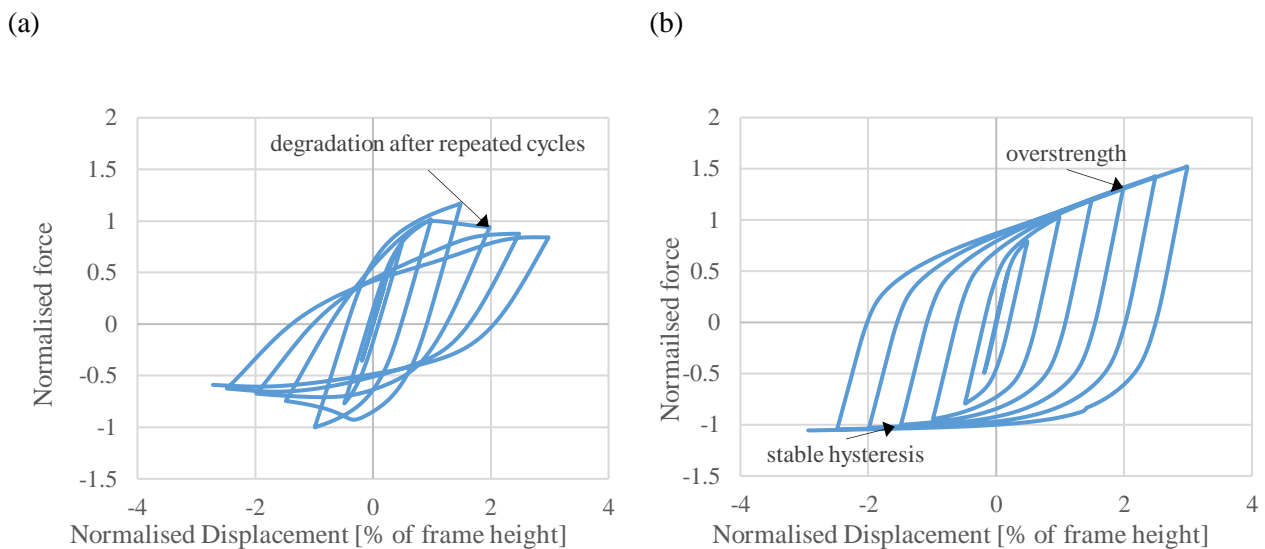 (a)
(b)
2
1.5
1
0.5
0
-0.5
-1
-1.5
-4
-2
0
2
4
degradation after repeated cycles
Normalised force
Normalised Displacement [% of frame height]
2
1.5
1
0.5
0
-0.5
-1
-1.5
-4
-2
0
2
4
overstrength
stable hysteresis
Normailsed force
Normalised Displacement [% of frame height]